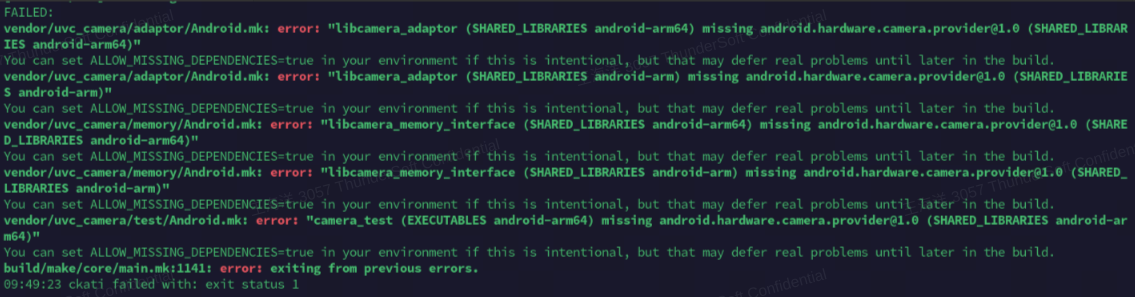 FAILED:
vendor/uvc_camera/adaptor/Android.mk: error: "libcamera_adaptor (SHARED_LIBRARIES android-arm64) missing android.hardware.camera.provider@1.0 (SHARED_LIBRAR
IES android-arm64)"
You can set ALLOW_MISSING_DEPENDENCIES=true in your environment if this is intentional, but that may defer real problems until later in the build.
vendor/uvc_camera/adaptor/Android.mk: error: "libcamera_adaptor (SHARED_LIBRARIES android-arm) missing android.hardware.camera.provider@1.0 (SHARED_LIBRARIE
S android-arm)"
You can set ALLOW_MISSING_DEPENDENCIES=true in your environment if this is intentional, but that may defer real problems until later in the build.
vendor/uvc_camera/memory/Android.mk: error: "libcamera_memory_interface (SHARED_LIBRARIES android-arm64) missing android.hardware.camera.provider@1.0 (SHARE
D_LIBRARIES android-arm64)"
You can set ALLOW_MISSING_DEPENDENCIES=true in your environment if this is intentional, but that may defer real problems until later in the build.
vendor/uvc_camera/memory/Android.mk: error: "libcamera_memory_interface (SHARED_LIBRARIES android-arm) missing android.hardware.camera.provider@1.0 (SHARED_
LIBRARIES android-arm)"
You can set ALLOW_MISSING_DEPENDENCIES=true in your environment if this is intentional, but that may defer real problems until later in the build.
vendor/uvc_camera/test/Android.mk: error: "camera_test (EXECUTABLES android-arm64) missing android.hardware.camera.provider@1.0 (SHARED_LIBRARIES android-ar
m64)"
You can set ALLOW_MISSING_DEPENDENCIES=true in your environment if this is intentional, but that may defer real problems until later in the build.
build/make/core/main.mk:1141: error: exiting from previous errors.
09:49:23 ckati failed with: exit status 1